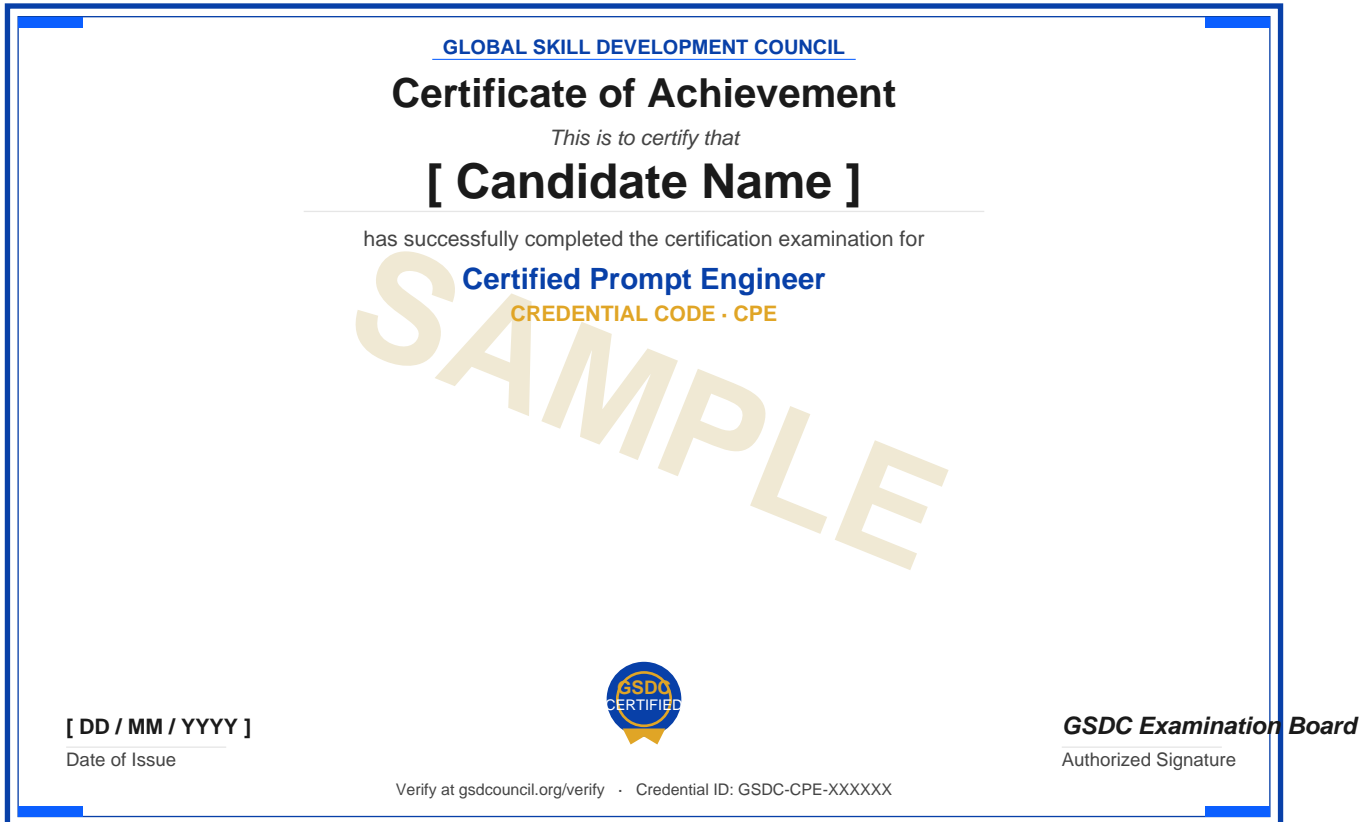 GLOBAL SKILL DEVELOPMENT COUNCIL
Certificate of Achievement
This is to certify that
[ Candidate Name ]
has successfully completed the certification examination for
Certified Prompt Engineer
CREDENTIAL CODE · CPE
SAMPLE
GSDC
CERTIFIED
[ DD / MM / YYYY ]
Date of Issue
GSDC Examination Board
Authorized Signature
Verify at gsdcouncil.org/verify · Credential ID: GSDC-CPE-XXXXXX